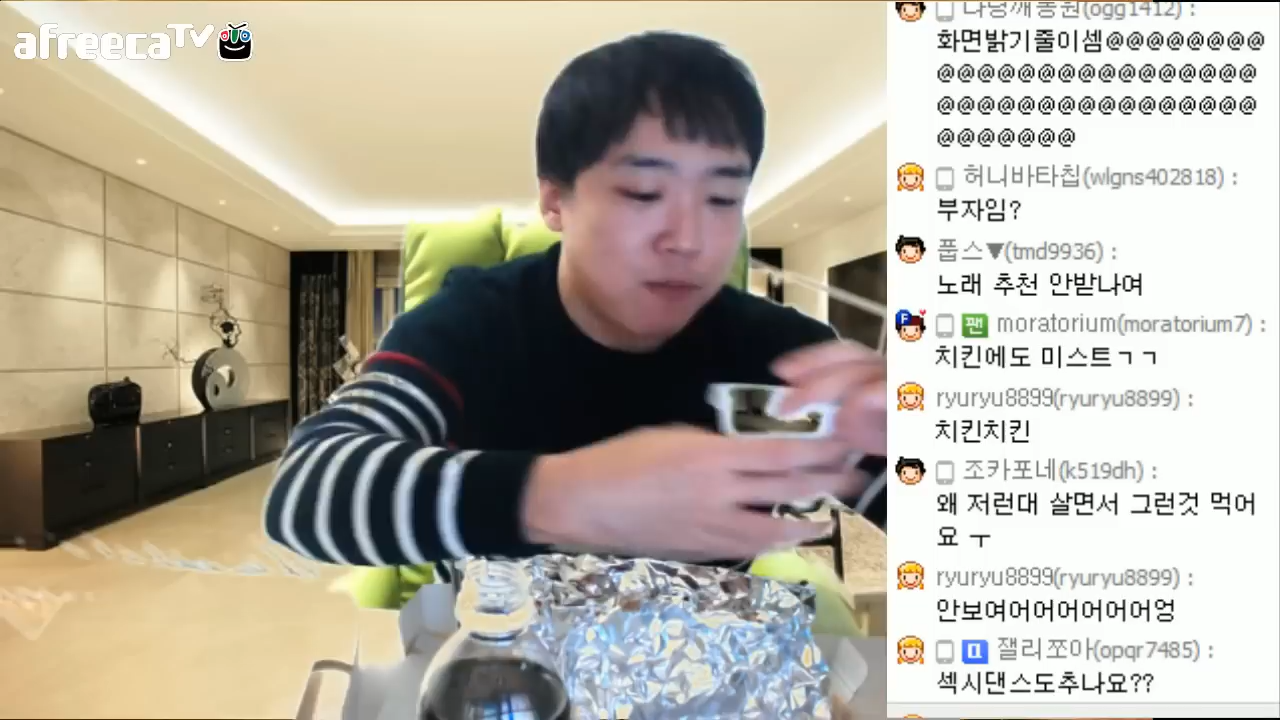 afreecaTV
화면밝기줄이셈@@@@@@@@
@@@@@@@@@@@@@@@@
@@@@@@@@@@@@@@@@
@@@@@@@
허니바타칩(wlgns402818) :
부자임?
풉스▼(tmd9936) :
노래 추천 안받나여
팬 moratorium(moratorium7) :
치킨에도 미스트ㄱㄱ
ryuryu8899(ryuryu8899) :
치킨치킨
조카포네(k519dh) :
왜 저런대 살면서 그런것 먹어
요 ㅜ
ryuryu8899(ryuryu8899) :
안보여어어어어어어엉
잴리쪼아(opqr7485) :
섹시댄스도추나요??